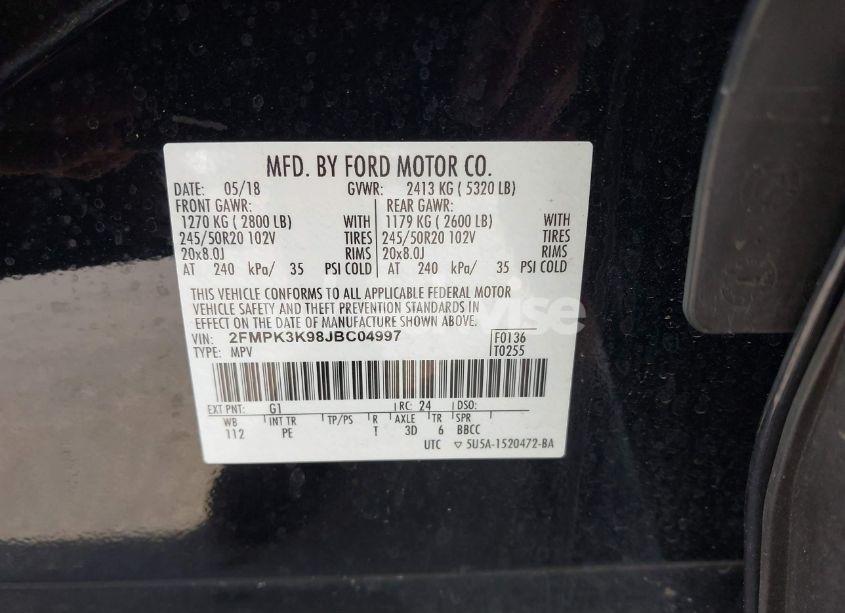 MFD. BY FORD MOTOR CO.
DATE: 05/18 GVWR: 2413 KG ( 5320 LB)
FRONT GAWR: REAR GAWR:
1270 KG ( 2800 LB) WITH 1179 KG ( 2600 LB) WITH
245/50R20 102V TIRES 245/50R20 102V TIRES
20x8.0J RIMS 20x8.0J RIMS
AT 240 kPa/ 35 PSI COLD AT 240 kPa/ 35 PSI COLD
THIS VEHICLE CONFORMS TO ALL APPLICABLE FEDERAL MOTOR
VEHICLE SAFETY AND THEFT PREVENTION STANDARDS IN
EFFECT ON THE DATE OF MANUFACTURE SHOWN ABOVE.
VIN: 2FMPK3K98JBC04997 F0136
TYPE: MPV T0255
EXT PNT: G1 RC: 24 DSO:
WB INT TR TP/PS R AXLE TR SPR
112 PE T 3D 6 BBCC
UTC ▽ 5U5A-1520472-BA